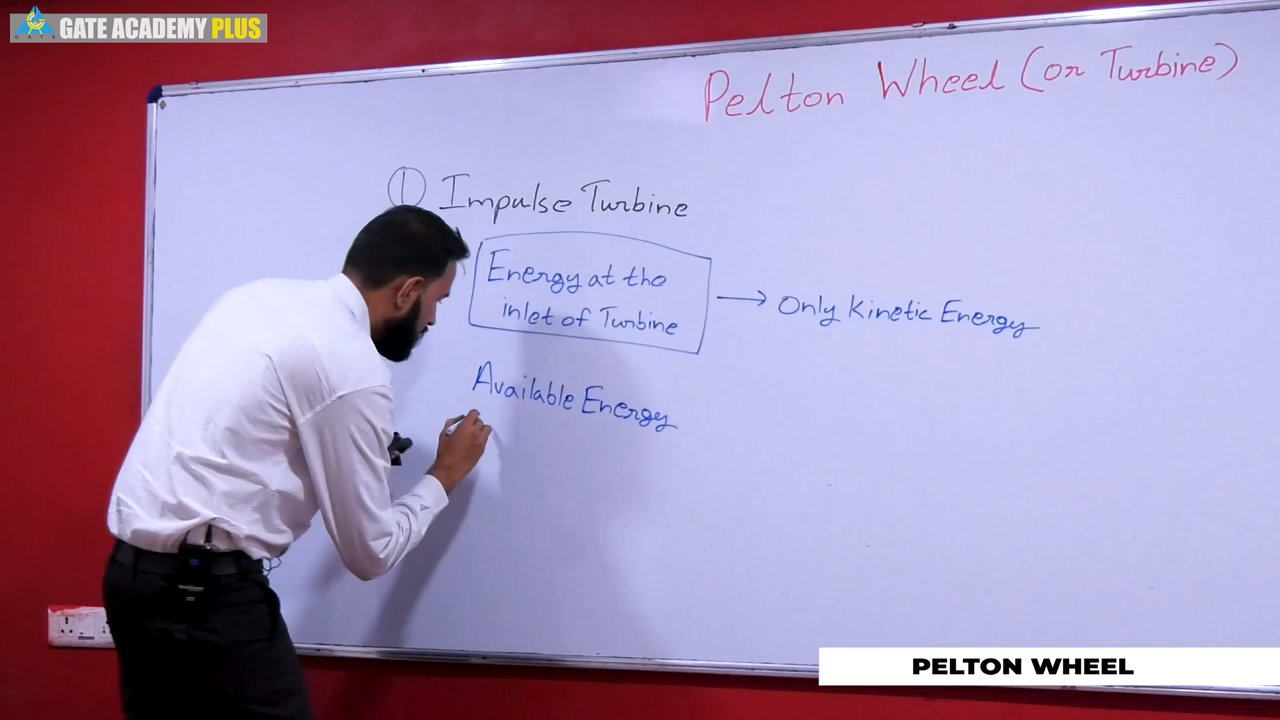 GATE ACADEMY PLUS
GATE
Pelton Wheel (or Turbine)
① Impulse Turbine
Energy at the
inlet of Turbine
→ Only Kinetic Energy
Available Energy
PELTON WHEEL